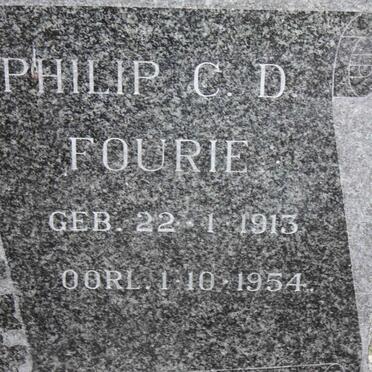 PHILIP C. D.
FOURIE
GEB. 22·1·1913
OORL. 1·10·1954